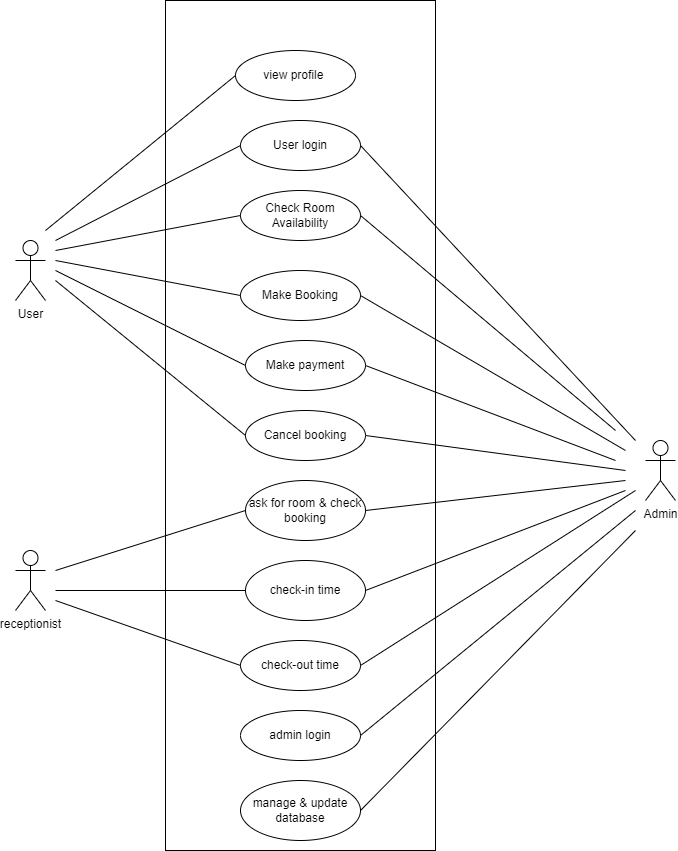 view profile
User login
Check Room
Availability
User
Make Booking
Make payment
Cancel booking
ask for room & check
booking
Admin
check-in time
receptionist
check-out time
admin login
manage & update
database